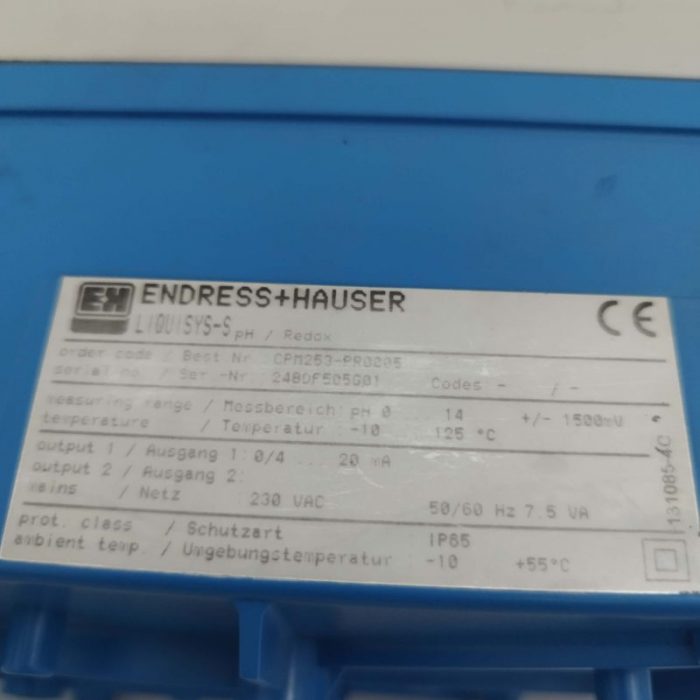 EH ENDRESS+HAUSER
LIQUISYS-S pH / Redox
order code / Best Nr. CPM253-PR0005
serial no. / Ser -Nr. 248DF505G01 Codes - / -
measuring range / Messbereich: pH 0 14 +/- 1500mV
temperature / Temperatur: -10 125 °C
output 1 / Ausgang 1: 0/4 ... 20 mA
output 2 / Ausgang 2:
mains / Netz : 230 VAC 50/60 Hz 7.5 VA
prot. class / Schutzart IP65
ambient temp. / Umgebungstemperatur -10 +55°C
131085-4C
CE